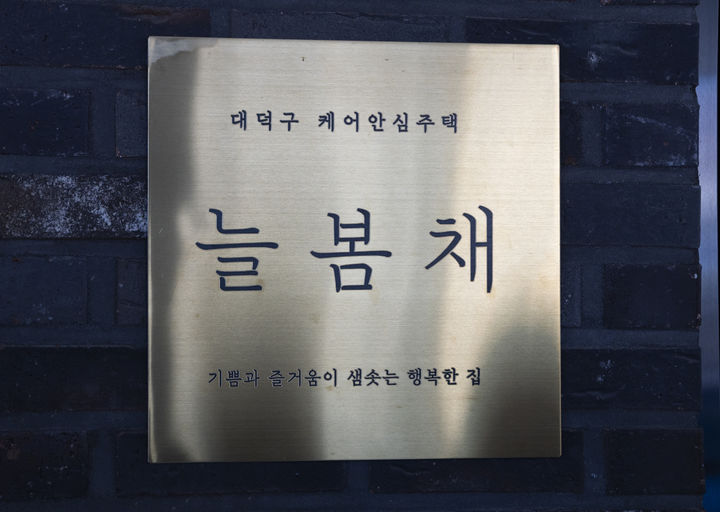 대덕구 케어안심주택
늘봄채
기쁨과 즐거움이 샘솟는 행복한 집